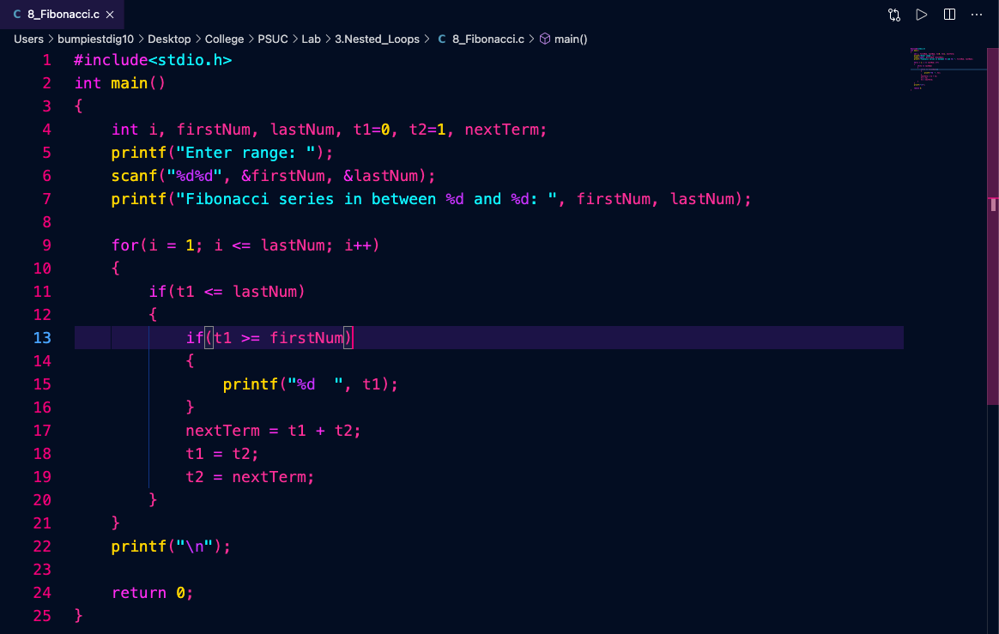 C 8_Fibonacci.c ×
Users > bumpiestdig10 > Desktop > College > PSUC > Lab > 3.Nested_Loops > C 8_Fibonacci.c > main()
1 #include<stdio.h>
2 int main()
3 {
4     int i, firstNum, lastNum, t1=0, t2=1, nextTerm;
5     printf("Enter range: ");
6     scanf("%d%d", &firstNum, &lastNum);
7     printf("Fibonacci series in between %d and %d: ", firstNum, lastNum);
8
9     for(i = 1; i <= lastNum; i++)
10     {
11         if(t1 <= lastNum)
12         {
13             if(t1 >= firstNum)
14             {
15                 printf("%d  ", t1);
16             }
17             nextTerm = t1 + t2;
18             t1 = t2;
19             t2 = nextTerm;
20         }
21     }
22     printf("\n");
23
24     return 0;
25 }